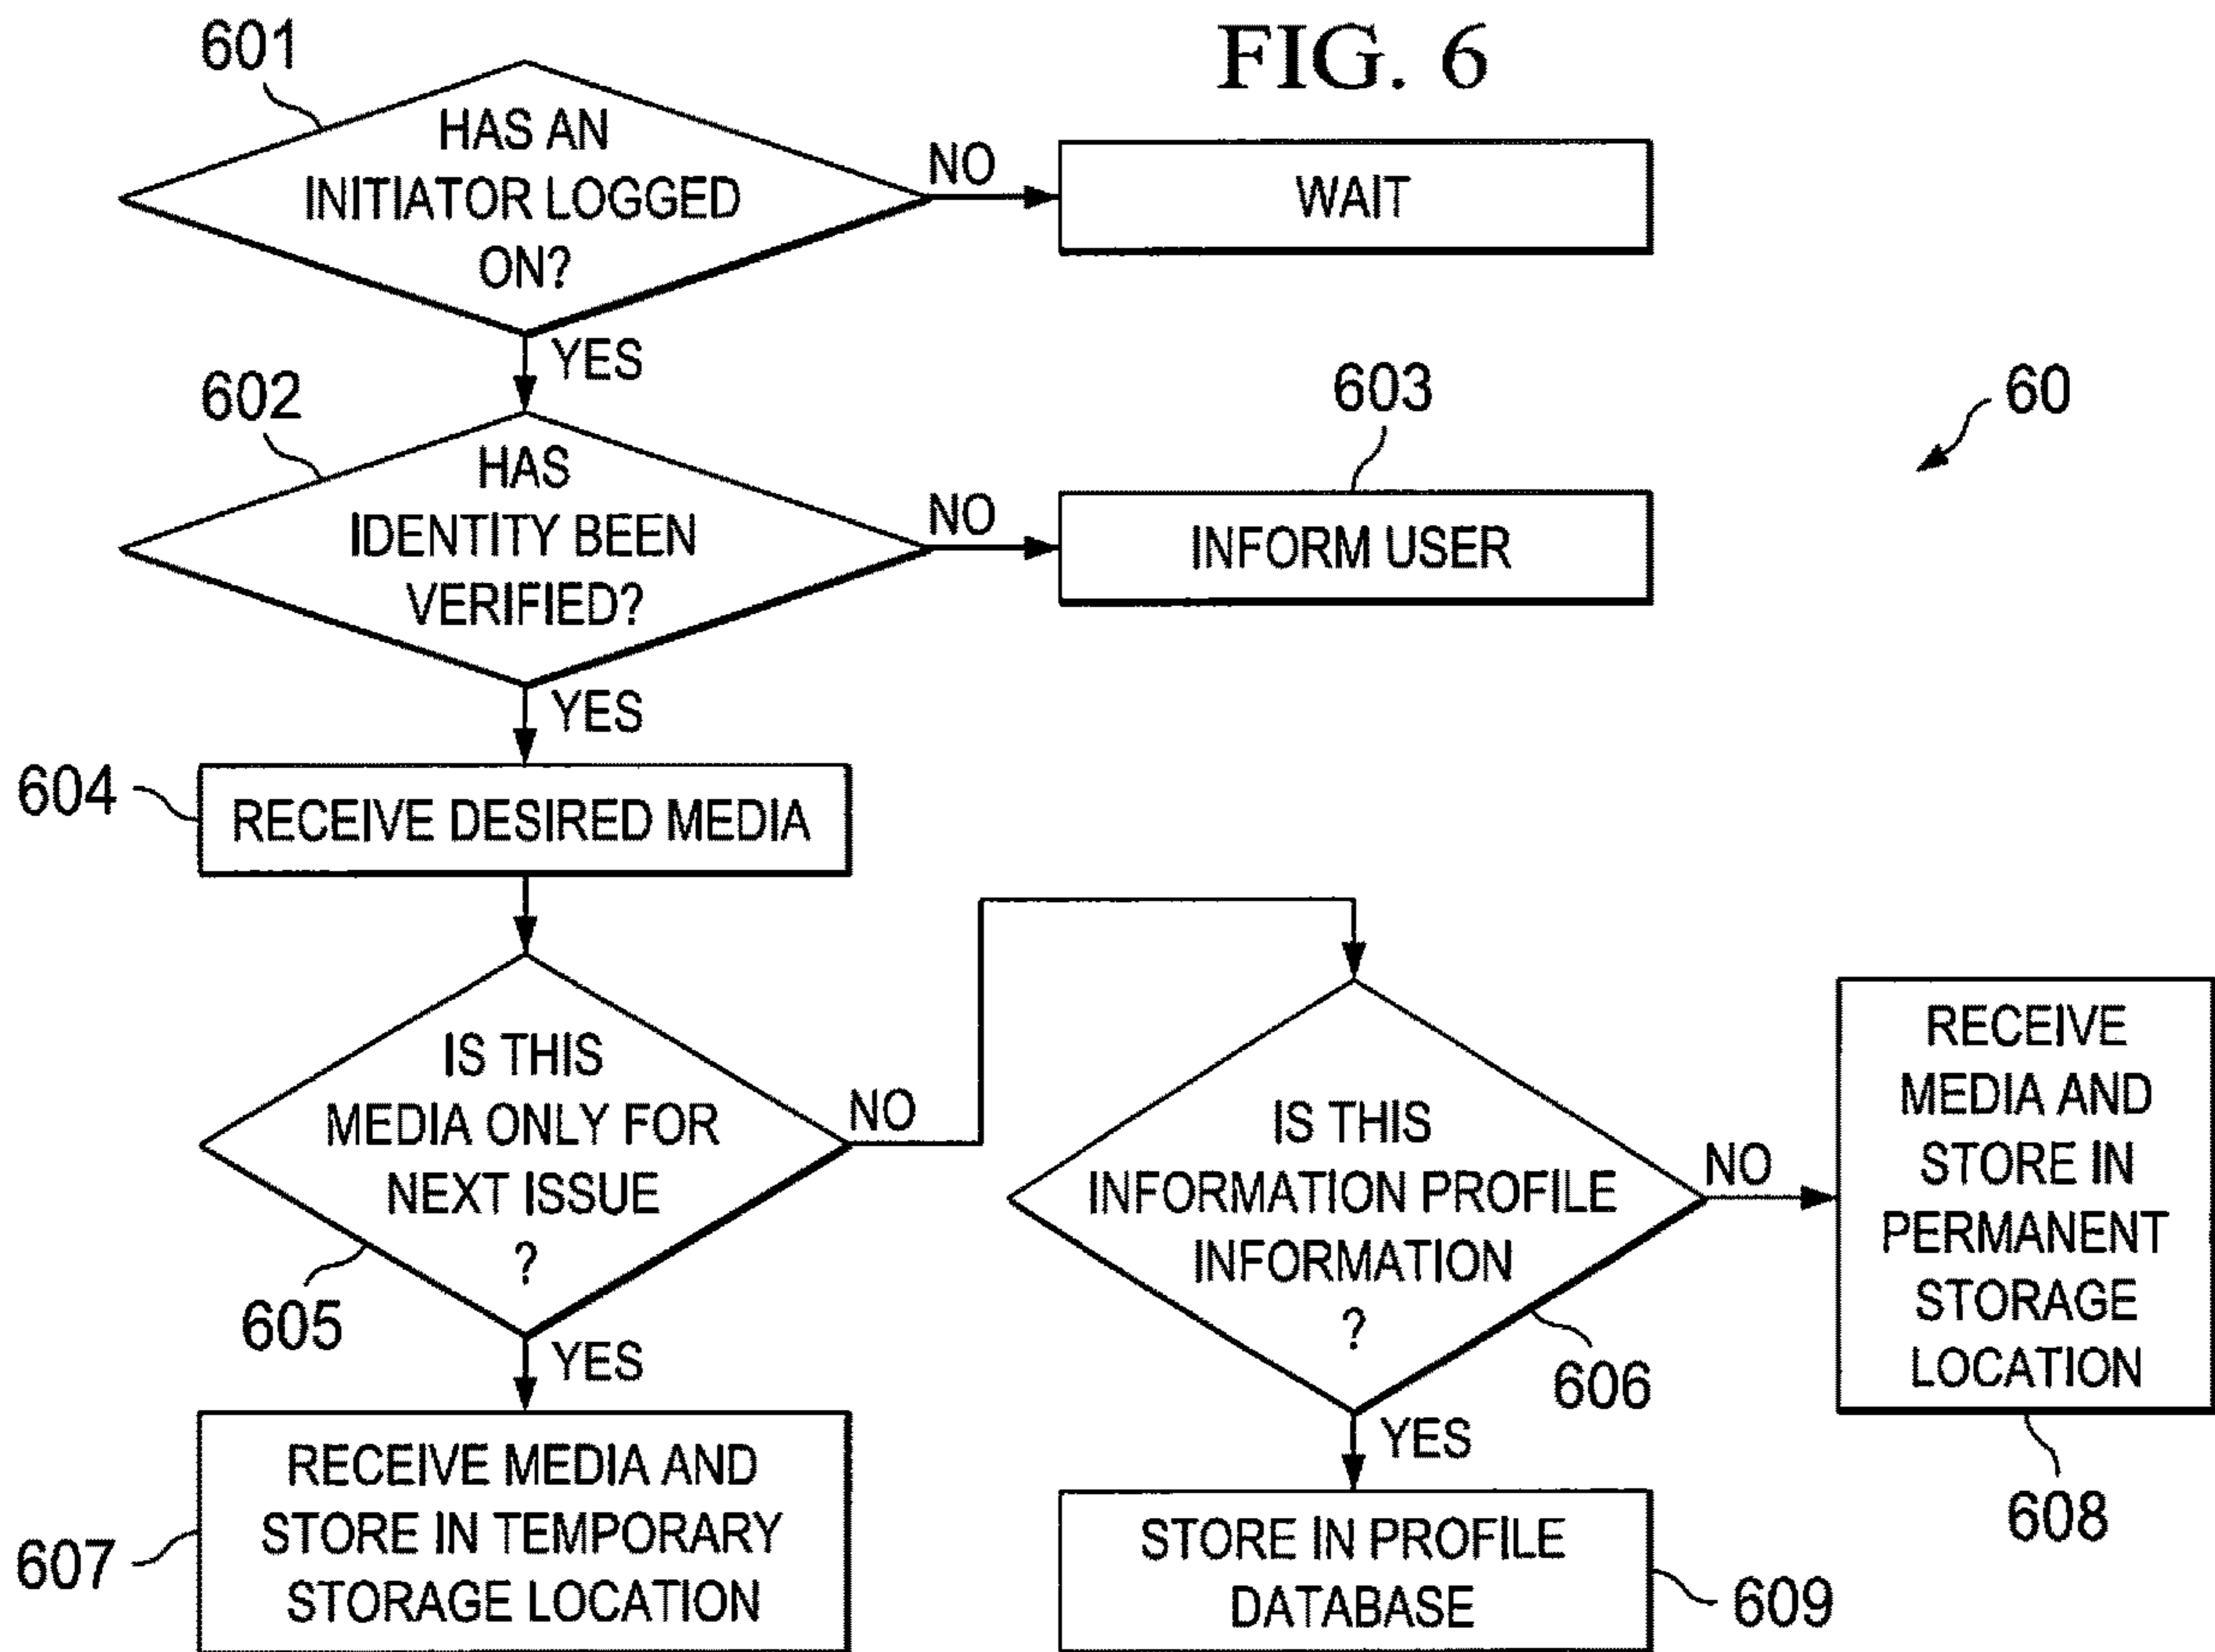 FIG. 6
601
HAS AN
INITIATOR LOGGED
ON?
NO
WAIT
YES
602
HAS
IDENTITY BEEN
VERIFIED?
NO
603
INFORM USER
60
YES
604
RECEIVE DESIRED MEDIA
IS THIS
MEDIA ONLY FOR
NEXT ISSUE
?
605
NO
YES
607
RECEIVE MEDIA AND
STORE IN TEMPORARY
STORAGE LOCATION
IS THIS
INFORMATION PROFILE
INFORMATION
?
606
NO
RECEIVE
MEDIA AND
STORE IN
PERMANENT
STORAGE
LOCATION
608
YES
STORE IN PROFILE
DATABASE
609